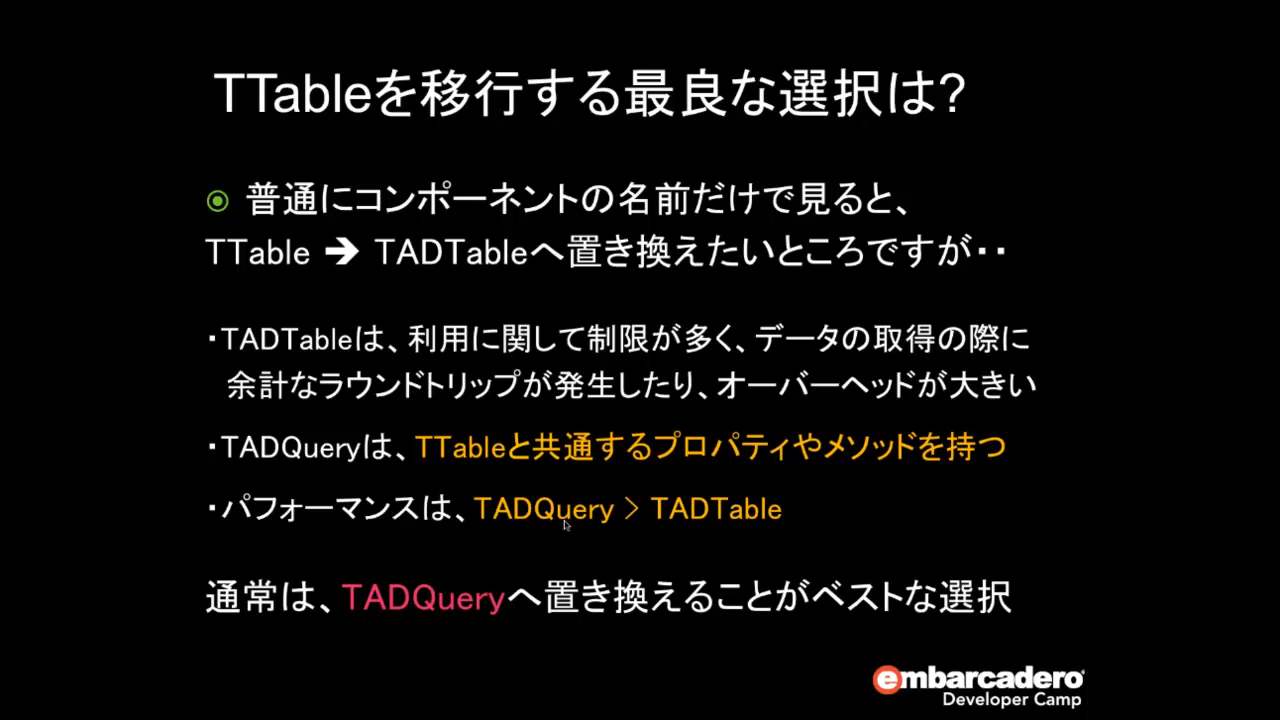 TTableを移行する最良な選択は?
普通にコンポーネントの名前だけで見ると、
TTable ➔ TADTableへ置き換えたいところですが・・
・TADTableは、利用に関して制限が多く、データの取得の際に
余計なラウンドトリップが発生したり、オーバーヘッドが大きい
・TADQueryは、TTableと共通するプロパティやメソッドを持つ
・パフォーマンスは、TADQuery > TADTable
通常は、TADQueryへ置き換えることがベストな選択
embarcadero
Developer Camp